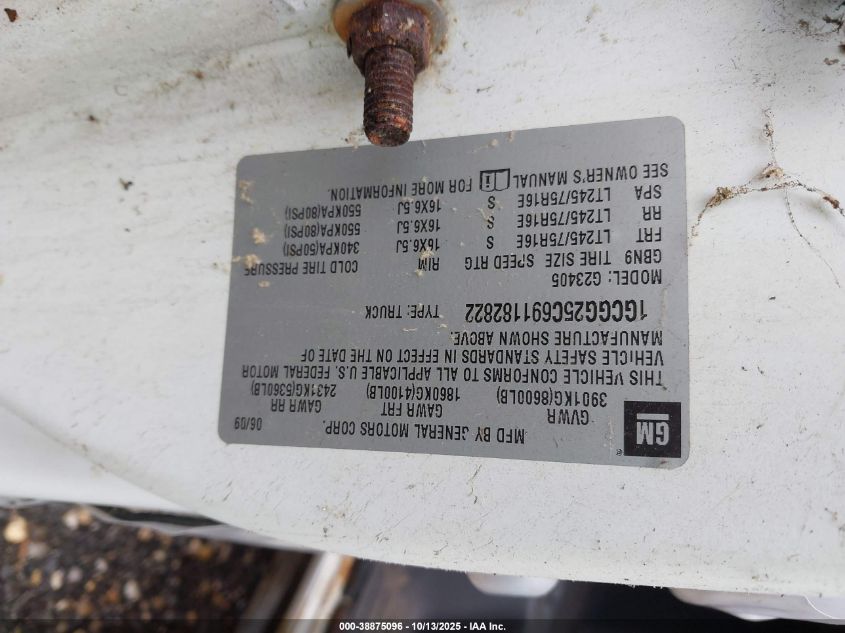 GM ®
MFD BY GENERAL MOTORS CORP. 06/09
GVWR GAWR FRT GAWR RR
3901KG(8600LB) 1860KG(4100LB) 2431KG(5360LB)
THIS VEHICLE CONFORMS TO ALL APPLICABLE U.S. FEDERAL MOTOR
VEHICLE SAFETY STANDARDS IN EFFECT ON THE DATE OF
MANUFACTURE SHOWN ABOVE.
1GCGG25C691182822 TYPE: TRUCK
MODEL: G23405
GBN9 TIRE SIZE SPEED RTG RIM COLD TIRE PRESSURE
FRT LT245/75R16E S 16X6.5J 340KPA(50PSI)
RR LT245/75R16E S 16X6.5J 550KPA(80PSI)
SPA LT245/75R16E S 16X6.5J 550KPA(80PSI)
SEE OWNER'S MANUAL FOR MORE INFORMATION.
000-38875096 - 10/13/2025 - IAA Inc.